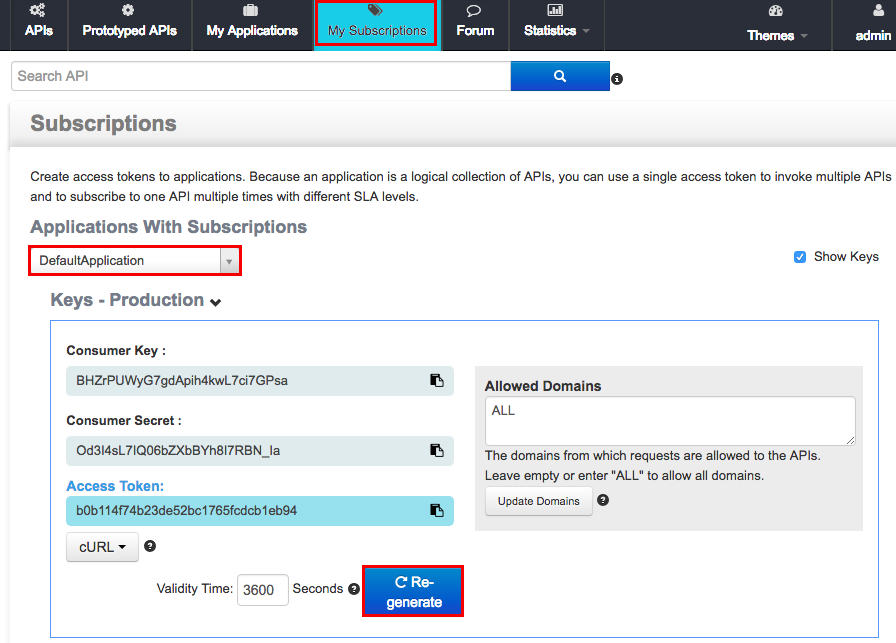 APIs Prototyped APIs My Applications My Subscriptions Forum Statistics Themes admin
Search API
Subscriptions
Create access tokens to applications. Because an application is a logical collection of APIs, you can use a single access token to invoke multiple APIs
and to subscribe to one API multiple times with different SLA levels.
Applications With Subscriptions
DefaultApplication
Show Keys
Keys - Production
Consumer Key :
BHZrPUWyG7gdApih4kwL7ci7GPsa
Consumer Secret :
Od3I4sL7IQ06bZXbBYh8I7RBN_Ia
Access Token:
b0b114f74b23de52bc1765fcdcb1eb94
cURL
Allowed Domains
ALL
The domains from which requests are allowed to the APIs.
Leave empty or enter "ALL" to allow all domains.
Update Domains
Validity Time: 3600 Seconds
Re-
generate